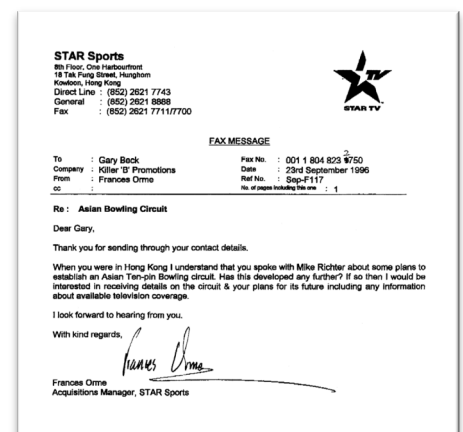 STAR Sports
8th Floor, One Harbourfront
18 Tak Fung Street, Hunghom
Kowloon, Hong Kong
Direct Line : (852) 2621 7743
General : (852) 2621 8888
Fax : (852) 2621 7711/7700
TV
STAR TV
FAX MESSAGE
To : Gary Beck Fax No. : 001 1 804 823 2750
Company : Killer 'B' Promotions Date : 23rd September 1996
From : Frances Orme Ref No. : Sep-F117
cc : No. of pages including this one : 1
Re : Asian Bowling Circuit
Dear Gary,
Thank you for sending through your contact details.
When you were in Hong Kong I understand that you spoke with Mike Richter about some plans to
establish an Asian Ten-pin Bowling circuit. Has this developed any further? If so then I would be
interested in receiving details on the circuit & your plans for its future including any information
about available television coverage.
I look forward to hearing from you.
With kind regards,
Frances Orme
Frances Orme
Acquisitions Manager, STAR Sports